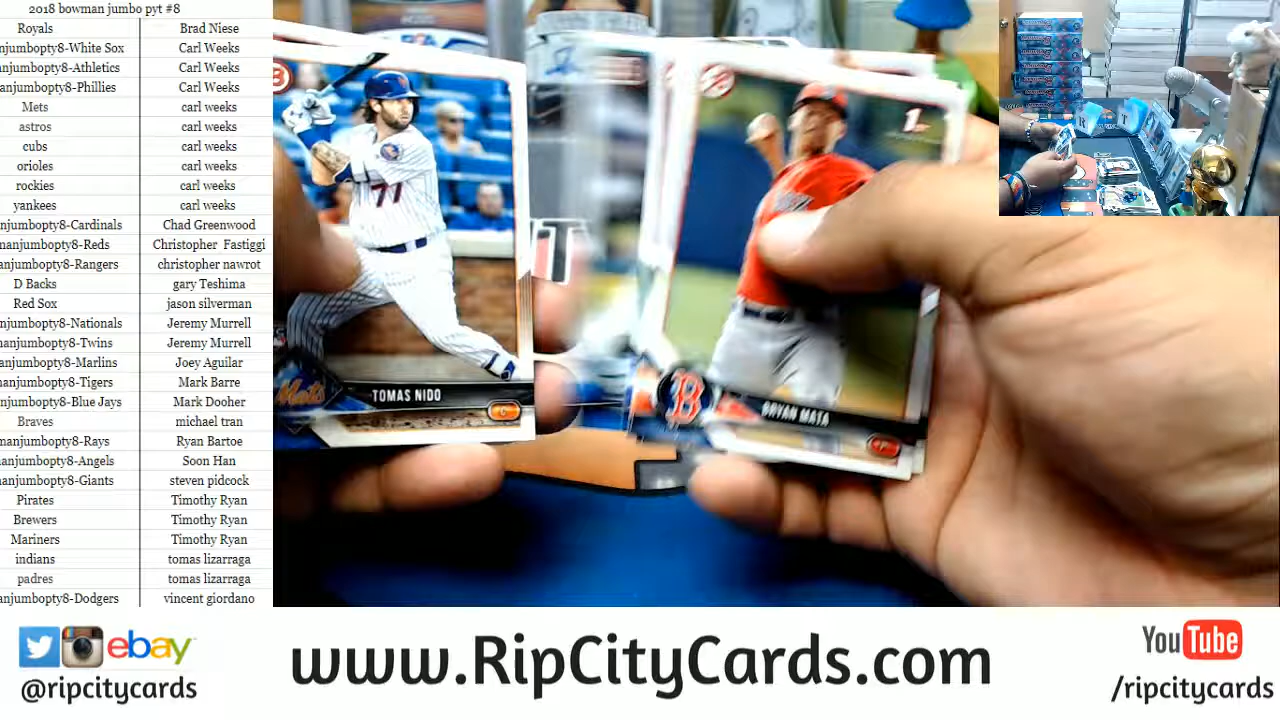 2018 bowman jumbo pyt #8
Royals Brad Niese
anjumbopty8-White Sox Carl Weeks
anjumbopty8-Athletics Carl Weeks
anjumbopty8-Phillies Carl Weeks
Mets carl weeks
astros carl weeks
cubs carl weeks
orioles carl weeks
rockies carl weeks
yankees carl weeks
anjumbopty8-Cardinals Chad Greenwood
manjumbopty8-Reds Christopher Fastiggi
anjumbopty8-Rangers christopher nawrot
D Backs gary Teshima
Red Sox jason silverman
njumbopty8-Nationals Jeremy Murrell
manjumbopty8-Twins Jeremy Murrell
anjumbopty8-Marlins Joey Aguilar
manjumbopty8-Tigers Mark Barre
njumbopty8-Blue Jays Mark Dooher
Braves michael tran
manjumbopty8-Rays Ryan Bartoe
manjumbopty8-Angels Soon Han
manjumbopty8-Giants steven pidcock
Pirates Timothy Ryan
Brewers Timothy Ryan
Mariners Timothy Ryan
indians tomas lizarraga
padres tomas lizarraga
anjumbopty8-Dodgers vincent giordano
77
Mets
TOMAS NIDO
C
1st
B
BRYAN MATA
P
ebay
@ripcitycards
www.RipCityCards.com
YouTube
/ripcitycards